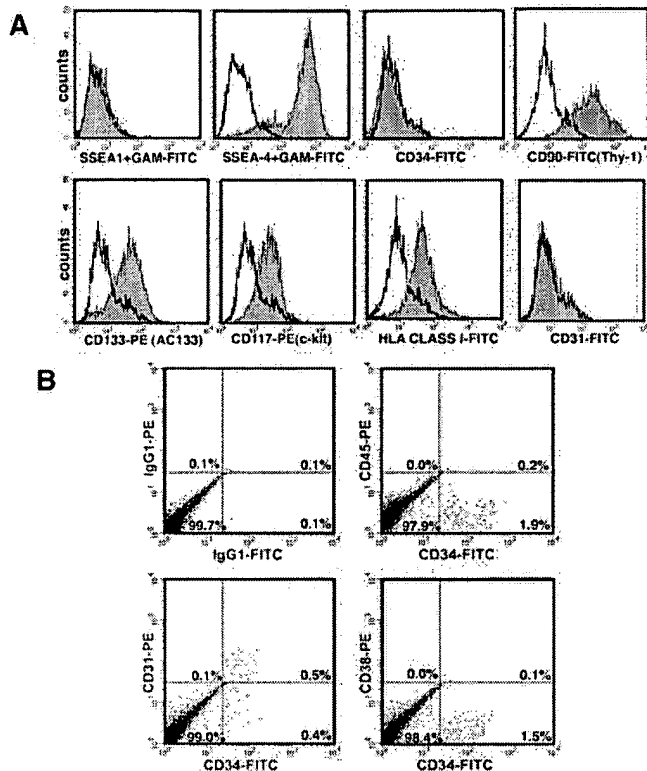 A
counts
SSEA1+GAM-FITC
SSEA-4+GAM-FITC
CD34-FITC
CD90-FITC(Thy-1)
counts
CD133-PE (AC133)
CD117-PE(c-kit)
HLA CLASS I-FITC
CD31-FITC
B
IgG1-PE
0.1%
0.1%
99.7%
0.1%
IgG1-FITC
CD45-PE
0.0%
0.2%
97.9%
1.9%
CD34-FITC
CD31-PE
0.1%
0.5%
99.0%
0.4%
CD34-FITC
CD38-PE
0.0%
0.1%
98.4%
1.5%
CD34-FITC